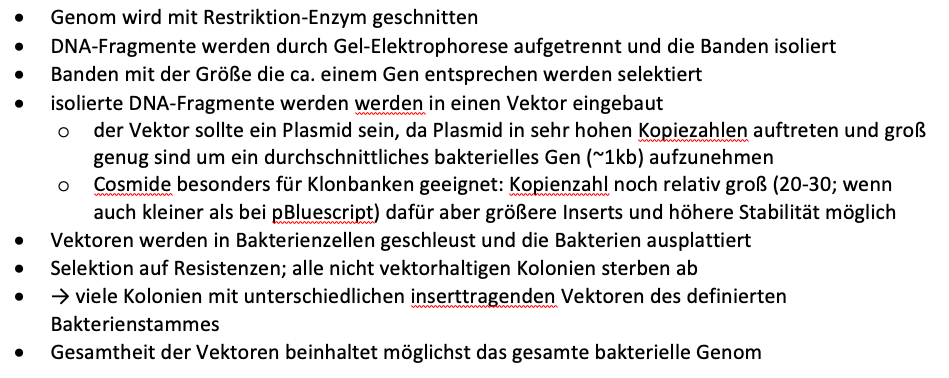 • Genom wird mit Restriktion-Enzym geschnitten
• DNA-Fragmente werden durch Gel-Elektrophorese aufgetrennt und die Banden isoliert
• Banden mit der Größe die ca. einem Gen entsprechen werden selektiert
• isolierte DNA-Fragmente werden werden in einen Vektor eingebaut
o der Vektor sollte ein Plasmid sein, da Plasmid in sehr hohen Kopiezahlen auftreten und groß
genug sind um ein durchschnittliches bakterielles Gen (~1kb) aufzunehmen
o Cosmide besonders für Klonbanken geeignet: Kopienzahl noch relativ groß (20-30; wenn
auch kleiner als bei pBluescript) dafür aber größere Inserts und höhere Stabilität möglich
• Vektoren werden in Bakterienzellen geschleust und die Bakterien ausplattiert
• Selektion auf Resistenzen; alle nicht vektorhaltigen Kolonien sterben ab
• → viele Kolonien mit unterschiedlichen inserttragenden Vektoren des definierten
Bakterienstammes
• Gesamtheit der Vektoren beinhaltet möglichst das gesamte bakterielle Genom